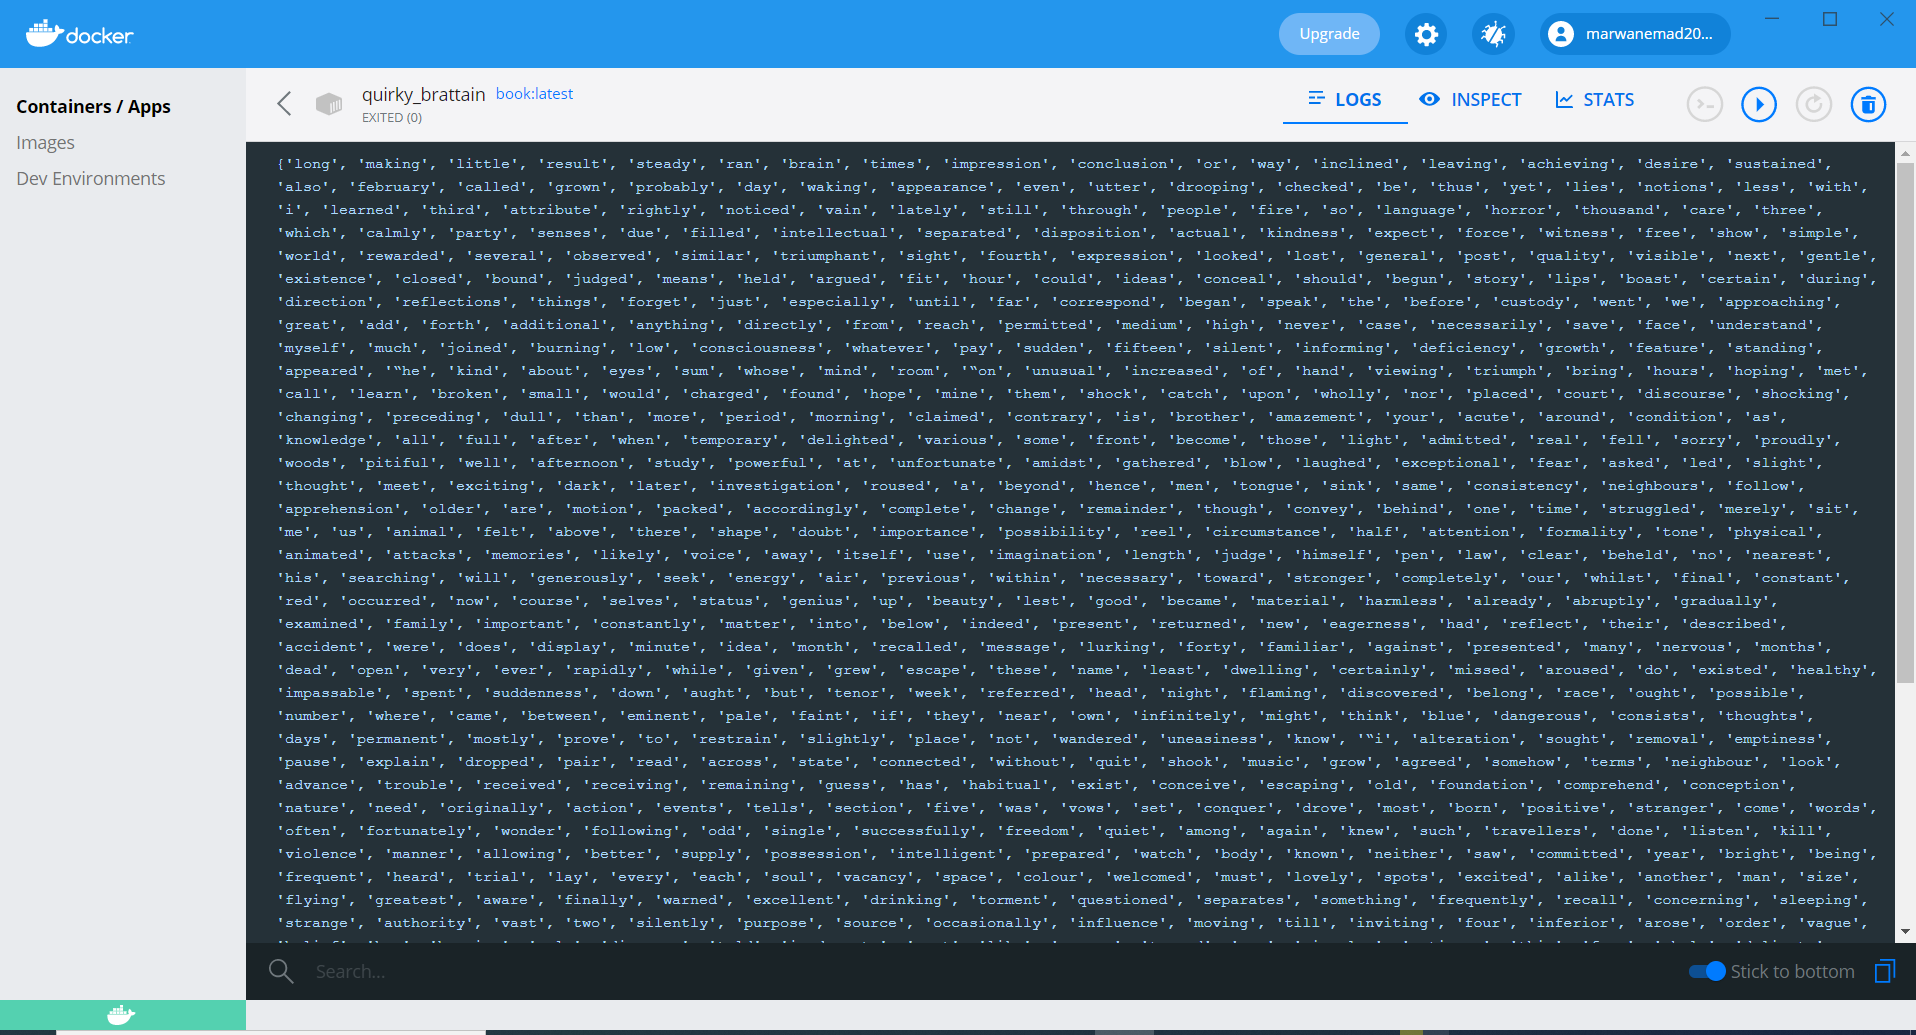 docker
Upgrade
marwanemad20...
Containers / Apps
Images
Dev Environments
quirky_brattain book:latest
EXITED (0)
LOGS
INSPECT
STATS
{'long', 'making', 'little', 'result', 'steady', 'ran', 'brain', 'times', 'impression', 'conclusion', 'or', 'way', 'inclined', 'leaving', 'achieving', 'desire', 'sustained',
'also', 'february', 'called', 'grown', 'probably', 'day', 'waking', 'appearance', 'even', 'utter', 'drooping', 'checked', 'be', 'thus', 'yet', 'lies', 'notions', 'less', 'with',
'i', 'learned', 'third', 'attribute', 'rightly', 'noticed', 'vain', 'lately', 'still', 'through', 'people', 'fire', 'so', 'language', 'horror', 'thousand', 'care', 'three',
'which', 'calmly', 'party', 'senses', 'due', 'filled', 'intellectual', 'separated', 'disposition', 'actual', 'kindness', 'expect', 'force', 'witness', 'free', 'show', 'simple',
'world', 'rewarded', 'several', 'observed', 'similar', 'triumphant', 'sight', 'fourth', 'expression', 'looked', 'lost', 'general', 'post', 'quality', 'visible', 'next', 'gentle',
'existence', 'closed', 'bound', 'judged', 'means', 'held', 'argued', 'fit', 'hour', 'could', 'ideas', 'conceal', 'should', 'begun', 'story', 'lips', 'boast', 'certain', 'during',
'direction', 'reflections', 'things', 'forget', 'just', 'especially', 'until', 'far', 'correspond', 'began', 'speak', 'the', 'before', 'custody', 'went', 'we', 'approaching',
'great', 'add', 'forth', 'additional', 'anything', 'directly', 'from', 'reach', 'permitted', 'medium', 'high', 'never', 'case', 'necessarily', 'save', 'face', 'understand',
'myself', 'much', 'joined', 'burning', 'low', 'consciousness', 'whatever', 'pay', 'sudden', 'fifteen', 'silent', 'informing', 'deficiency', 'growth', 'feature', 'standing',
'appeared', '“he', 'kind', 'about', 'eyes', 'sum', 'whose', 'mind', 'room', '“on', 'unusual', 'increased', 'of', 'hand', 'viewing', 'triumph', 'bring', 'hours', 'hoping', 'met',
'call', 'learn', 'broken', 'small', 'would', 'charged', 'found', 'hope', 'mine', 'them', 'shock', 'catch', 'upon', 'wholly', 'nor', 'placed', 'court', 'discourse', 'shocking',
'changing', 'preceding', 'dull', 'than', 'more', 'period', 'morning', 'claimed', 'contrary', 'is', 'brother', 'amazement', 'your', 'acute', 'around', 'condition', 'as',
'knowledge', 'all', 'full', 'after', 'when', 'temporary', 'delighted', 'various', 'some', 'front', 'become', 'those', 'light', 'admitted', 'real', 'fell', 'sorry', 'proudly',
'woods', 'pitiful', 'well', 'afternoon', 'study', 'powerful', 'at', 'unfortunate', 'amidst', 'gathered', 'blow', 'laughed', 'exceptional', 'fear', 'asked', 'led', 'slight',
'thought', 'meet', 'exciting', 'dark', 'later', 'investigation', 'roused', 'a', 'beyond', 'hence', 'men', 'tongue', 'sink', 'same', 'consistency', 'neighbours', 'follow',
'apprehension', 'older', 'are', 'motion', 'packed', 'accordingly', 'complete', 'change', 'remainder', 'though', 'convey', 'behind', 'one', 'time', 'struggled', 'merely', 'sit',
'me', 'us', 'animal', 'felt', 'above', 'there', 'shape', 'doubt', 'importance', 'possibility', 'reel', 'circumstance', 'half', 'attention', 'formality', 'tone', 'physical',
'animated', 'attacks', 'memories', 'likely', 'voice', 'away', 'itself', 'use', 'imagination', 'length', 'judge', 'himself', 'pen', 'law', 'clear', 'beheld', 'no', 'nearest',
'his', 'searching', 'will', 'generously', 'seek', 'energy', 'air', 'previous', 'within', 'necessary', 'toward', 'stronger', 'completely', 'our', 'whilst', 'final', 'constant',
'red', 'occurred', 'now', 'course', 'selves', 'status', 'genius', 'up', 'beauty', 'lest', 'good', 'became', 'material', 'harmless', 'already', 'abruptly', 'gradually',
'examined', 'family', 'important', 'constantly', 'matter', 'into', 'below', 'indeed', 'present', 'returned', 'new', 'eagerness', 'had', 'reflect', 'their', 'described',
'accident', 'were', 'does', 'display', 'minute', 'idea', 'month', 'recalled', 'message', 'lurking', 'forty', 'familiar', 'against', 'presented', 'many', 'nervous', 'months',
'dead', 'open', 'very', 'ever', 'rapidly', 'while', 'given', 'grew', 'escape', 'these', 'name', 'least', 'dwelling', 'certainly', 'missed', 'aroused', 'do', 'existed', 'healthy',
'impassable', 'spent', 'suddenness', 'down', 'aught', 'but', 'tenor', 'week', 'referred', 'head', 'night', 'flaming', 'discovered', 'belong', 'race', 'ought', 'possible',
'number', 'where', 'came', 'between', 'eminent', 'pale', 'faint', 'if', 'they', 'near', 'own', 'infinitely', 'might', 'think', 'blue', 'dangerous', 'consists', 'thoughts',
'days', 'permanent', 'mostly', 'prove', 'to', 'restrain', 'slightly', 'place', 'not', 'wandered', 'uneasiness', 'know', '“i', 'alteration', 'sought', 'removal', 'emptiness',
'pause', 'explain', 'dropped', 'pair', 'read', 'across', 'state', 'connected', 'without', 'quit', 'shook', 'music', 'grow', 'agreed', 'somehow', 'terms', 'neighbour', 'look',
'advance', 'trouble', 'received', 'receiving', 'remaining', 'guess', 'has', 'habitual', 'exist', 'conceive', 'escaping', 'old', 'foundation', 'comprehend', 'conception',
'nature', 'need', 'originally', 'action', 'events', 'tells', 'section', 'five', 'was', 'vows', 'set', 'conquer', 'drove', 'most', 'born', 'positive', 'stranger', 'come', 'words',
'often', 'fortunately', 'wonder', 'following', 'odd', 'single', 'successfully', 'freedom', 'quiet', 'among', 'again', 'knew', 'such', 'travellers', 'done', 'listen', 'kill',
'violence', 'manner', 'allowing', 'better', 'supply', 'possession', 'intelligent', 'prepared', 'watch', 'body', 'known', 'neither', 'saw', 'committed', 'year', 'bright', 'being',
'frequent', 'heard', 'trial', 'lay', 'every', 'each', 'soul', 'vacancy', 'space', 'colour', 'welcomed', 'must', 'lovely', 'spots', 'excited', 'alike', 'another', 'man', 'size',
'flying', 'greatest', 'aware', 'finally', 'warned', 'excellent', 'drinking', 'torment', 'questioned', 'separates', 'something', 'frequently', 'recall', 'concerning', 'sleeping',
'strange', 'authority', 'vast', 'two', 'silently', 'purpose', 'source', 'occasionally', 'influence', 'moving', 'till', 'inviting', 'four', 'inferior', 'arose', 'order', 'vague',
Search...
Stick to bottom